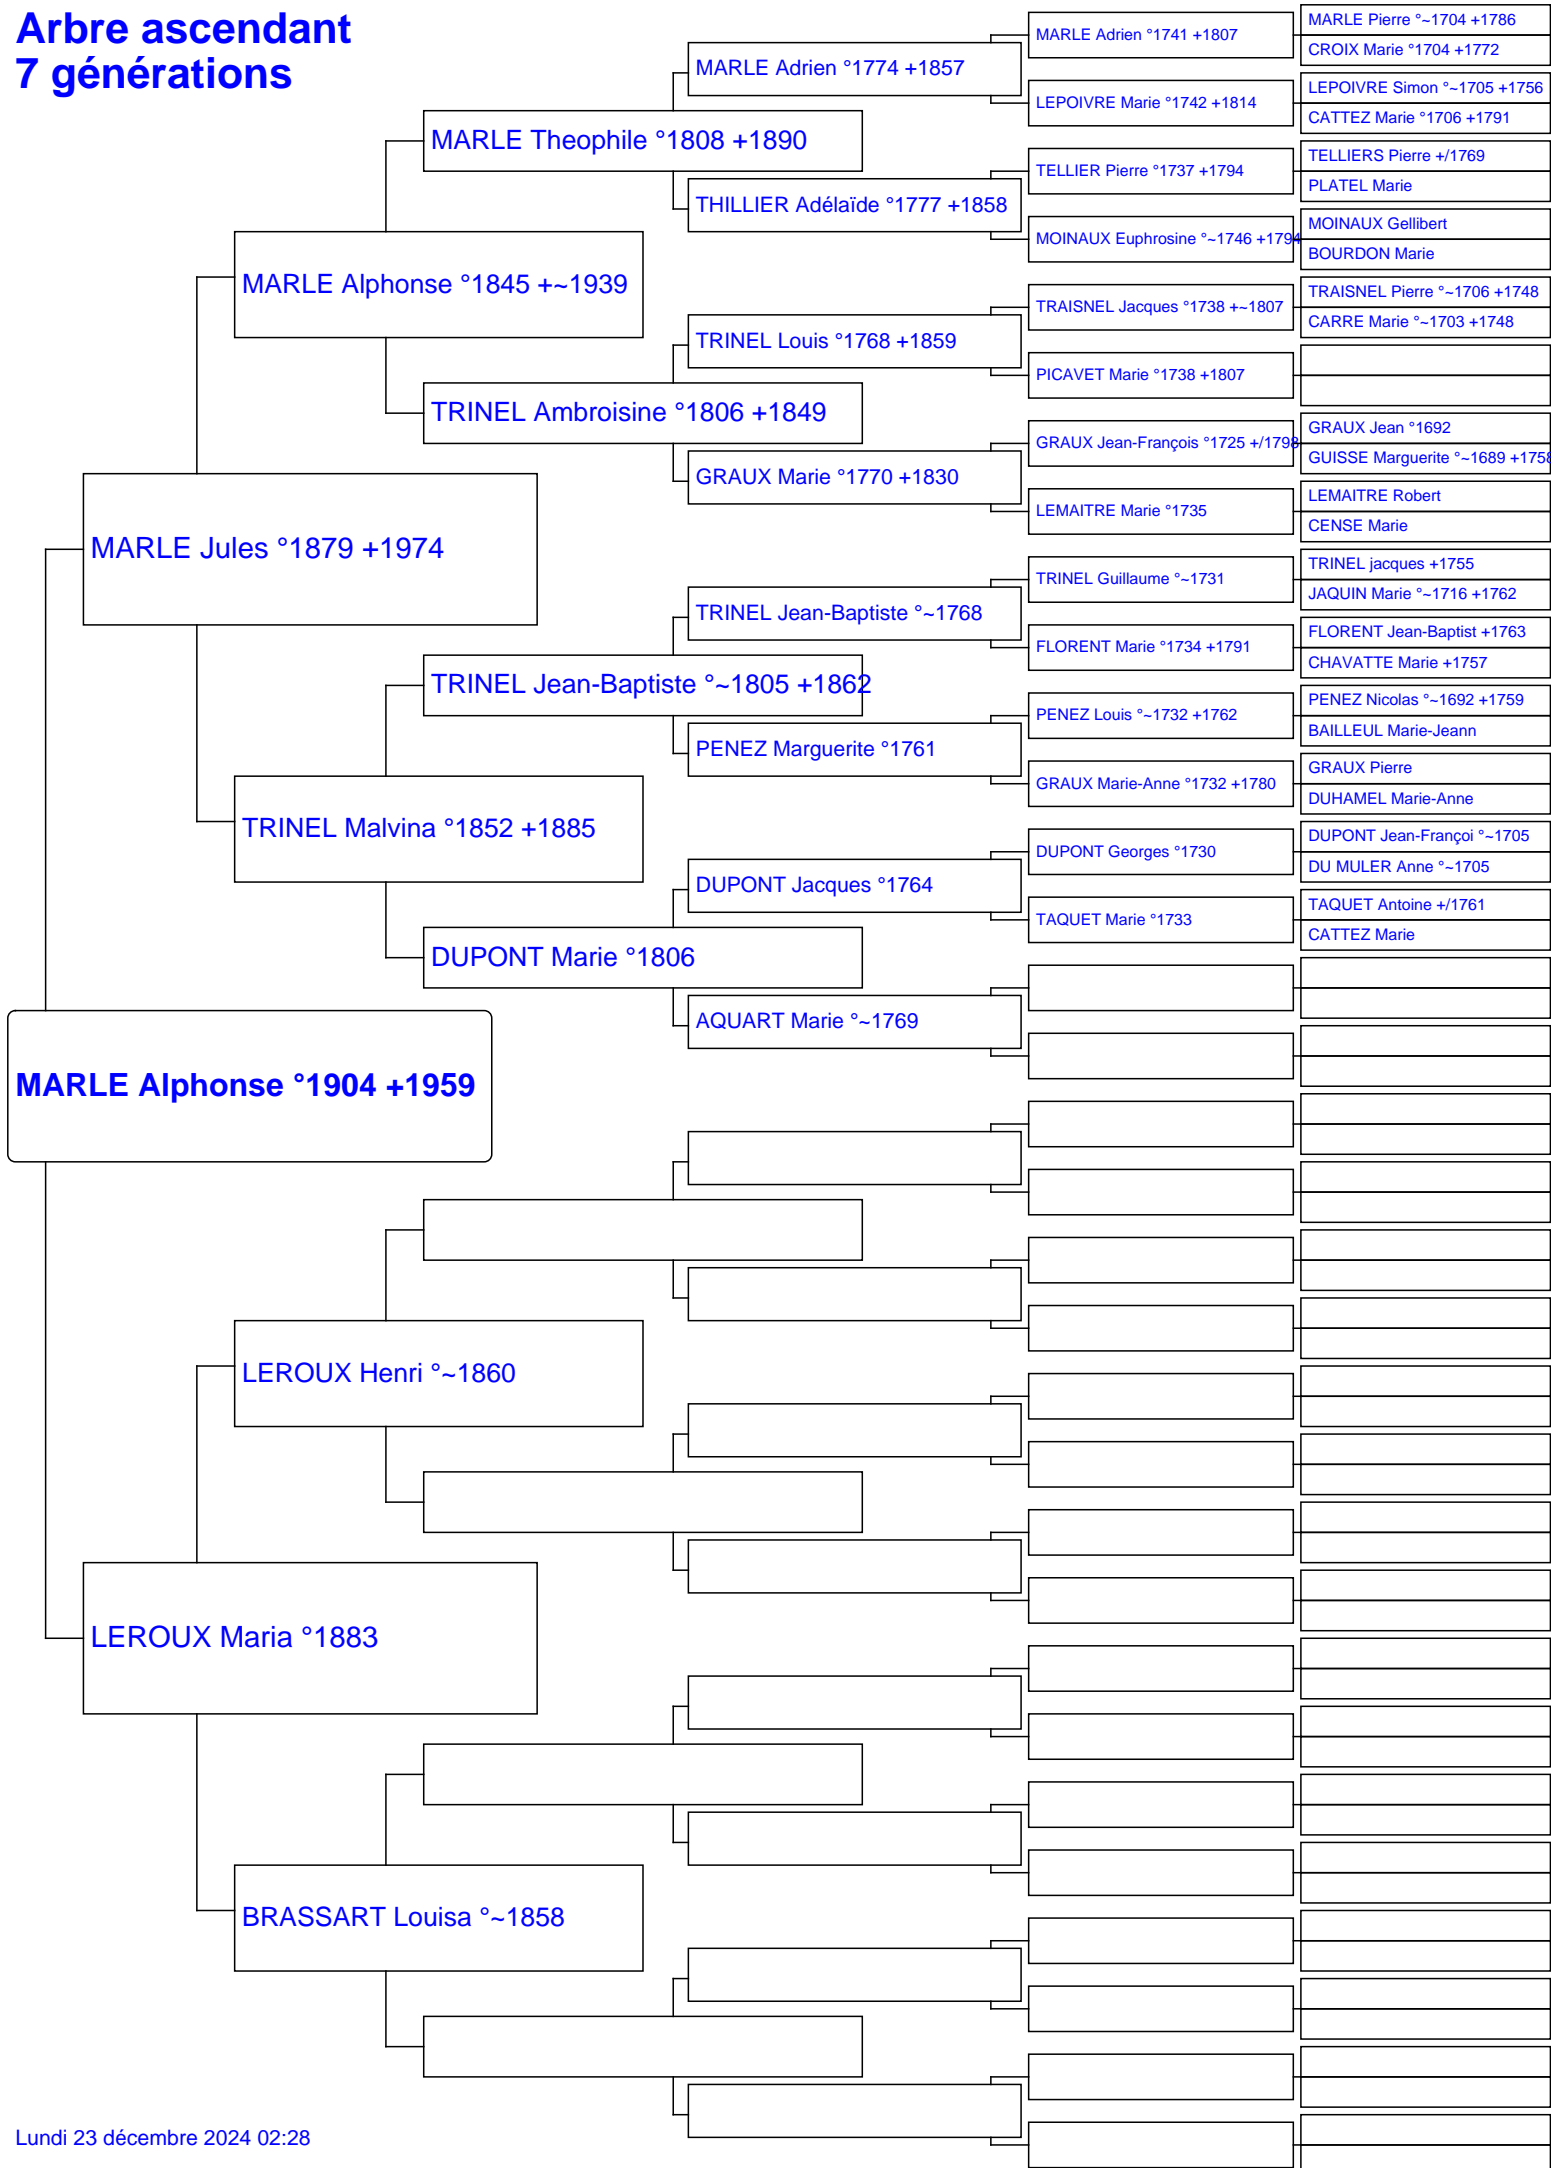 Arbre ascendant
7 générations
MARLE Alphonse °1904 +1959
MARLE Jules °1879 +1974
LEROUX Maria °1883
MARLE Alphonse °1845 +~1939
TRINEL Malvina °1852 +1885
LEROUX Henri °~1860
BRASSART Louisa °~1858
MARLE Theophile °1808 +1890
TRINEL Ambroisine °1806 +1849
TRINEL Jean-Baptiste °~1805 +1862
DUPONT Marie °1806
MARLE Adrien °1774 +1857
THILLIER Adélaïde °1777 +1858
TRINEL Louis °1768 +1859
GRAUX Marie °1770 +1830
TRINEL Jean-Baptiste °~1768
PENEZ Marguerite °1761
DUPONT Jacques °1764
AQUART Marie °~1769
MARLE Adrien °1741 +1807
LEPOIVRE Marie °1742 +1814
TELLIER Pierre °1737 +1794
MOINAUX Euphrosine °~1746 +1794
TRAISNEL Jacques °1738 +~1807
PICAVET Marie °1738 +1807
GRAUX Jean-François °1725 +/1798
LEMAITRE Marie °1735
TRINEL Guillaume °~1731
FLORENT Marie °1734 +1791
PENEZ Louis °~1732 +1762
GRAUX Marie-Anne °1732 +1780
DUPONT Georges °1730
TAQUET Marie °1733
MARLE Pierre °~1704 +1786
CROIX Marie °1704 +1772
LEPOIVRE Simon °~1705 +1756
CATTEZ Marie °1706 +1791
TELLIERS Pierre +/1769
PLATEL Marie
MOINAUX Gellibert
BOURDON Marie
TRAISNEL Pierre °~1706 +1748
CARRE Marie °~1703 +1748
GRAUX Jean °1692
GUISSE Marguerite °~1689 +1758
LEMAITRE Robert
CENSE Marie
TRINEL jacques +1755
JAQUIN Marie °~1716 +1762
FLORENT Jean-Baptist +1763
CHAVATTE Marie +1757
PENEZ Nicolas °~1692 +1759
BAILLEUL Marie-Jeann
GRAUX Pierre
DUHAMEL Marie-Anne
DUPONT Jean-Françoi °~1705
DU MULER Anne °~1705
TAQUET Antoine +/1761
CATTEZ Marie
Lundi 23 décembre 2024 02:28